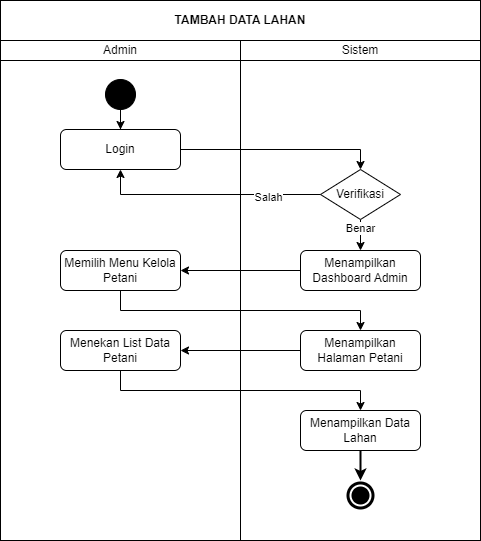 TAMBAH DATA LAHAN
Admin
Sistem
Login
Verifikasi
Salah
Benar
Memilih Menu Kelola
Petani
Menampilkan
Dashboard Admin
Menekan List Data
Petani
Menampilkan
Halaman Petani
Menampilkan Data
Lahan